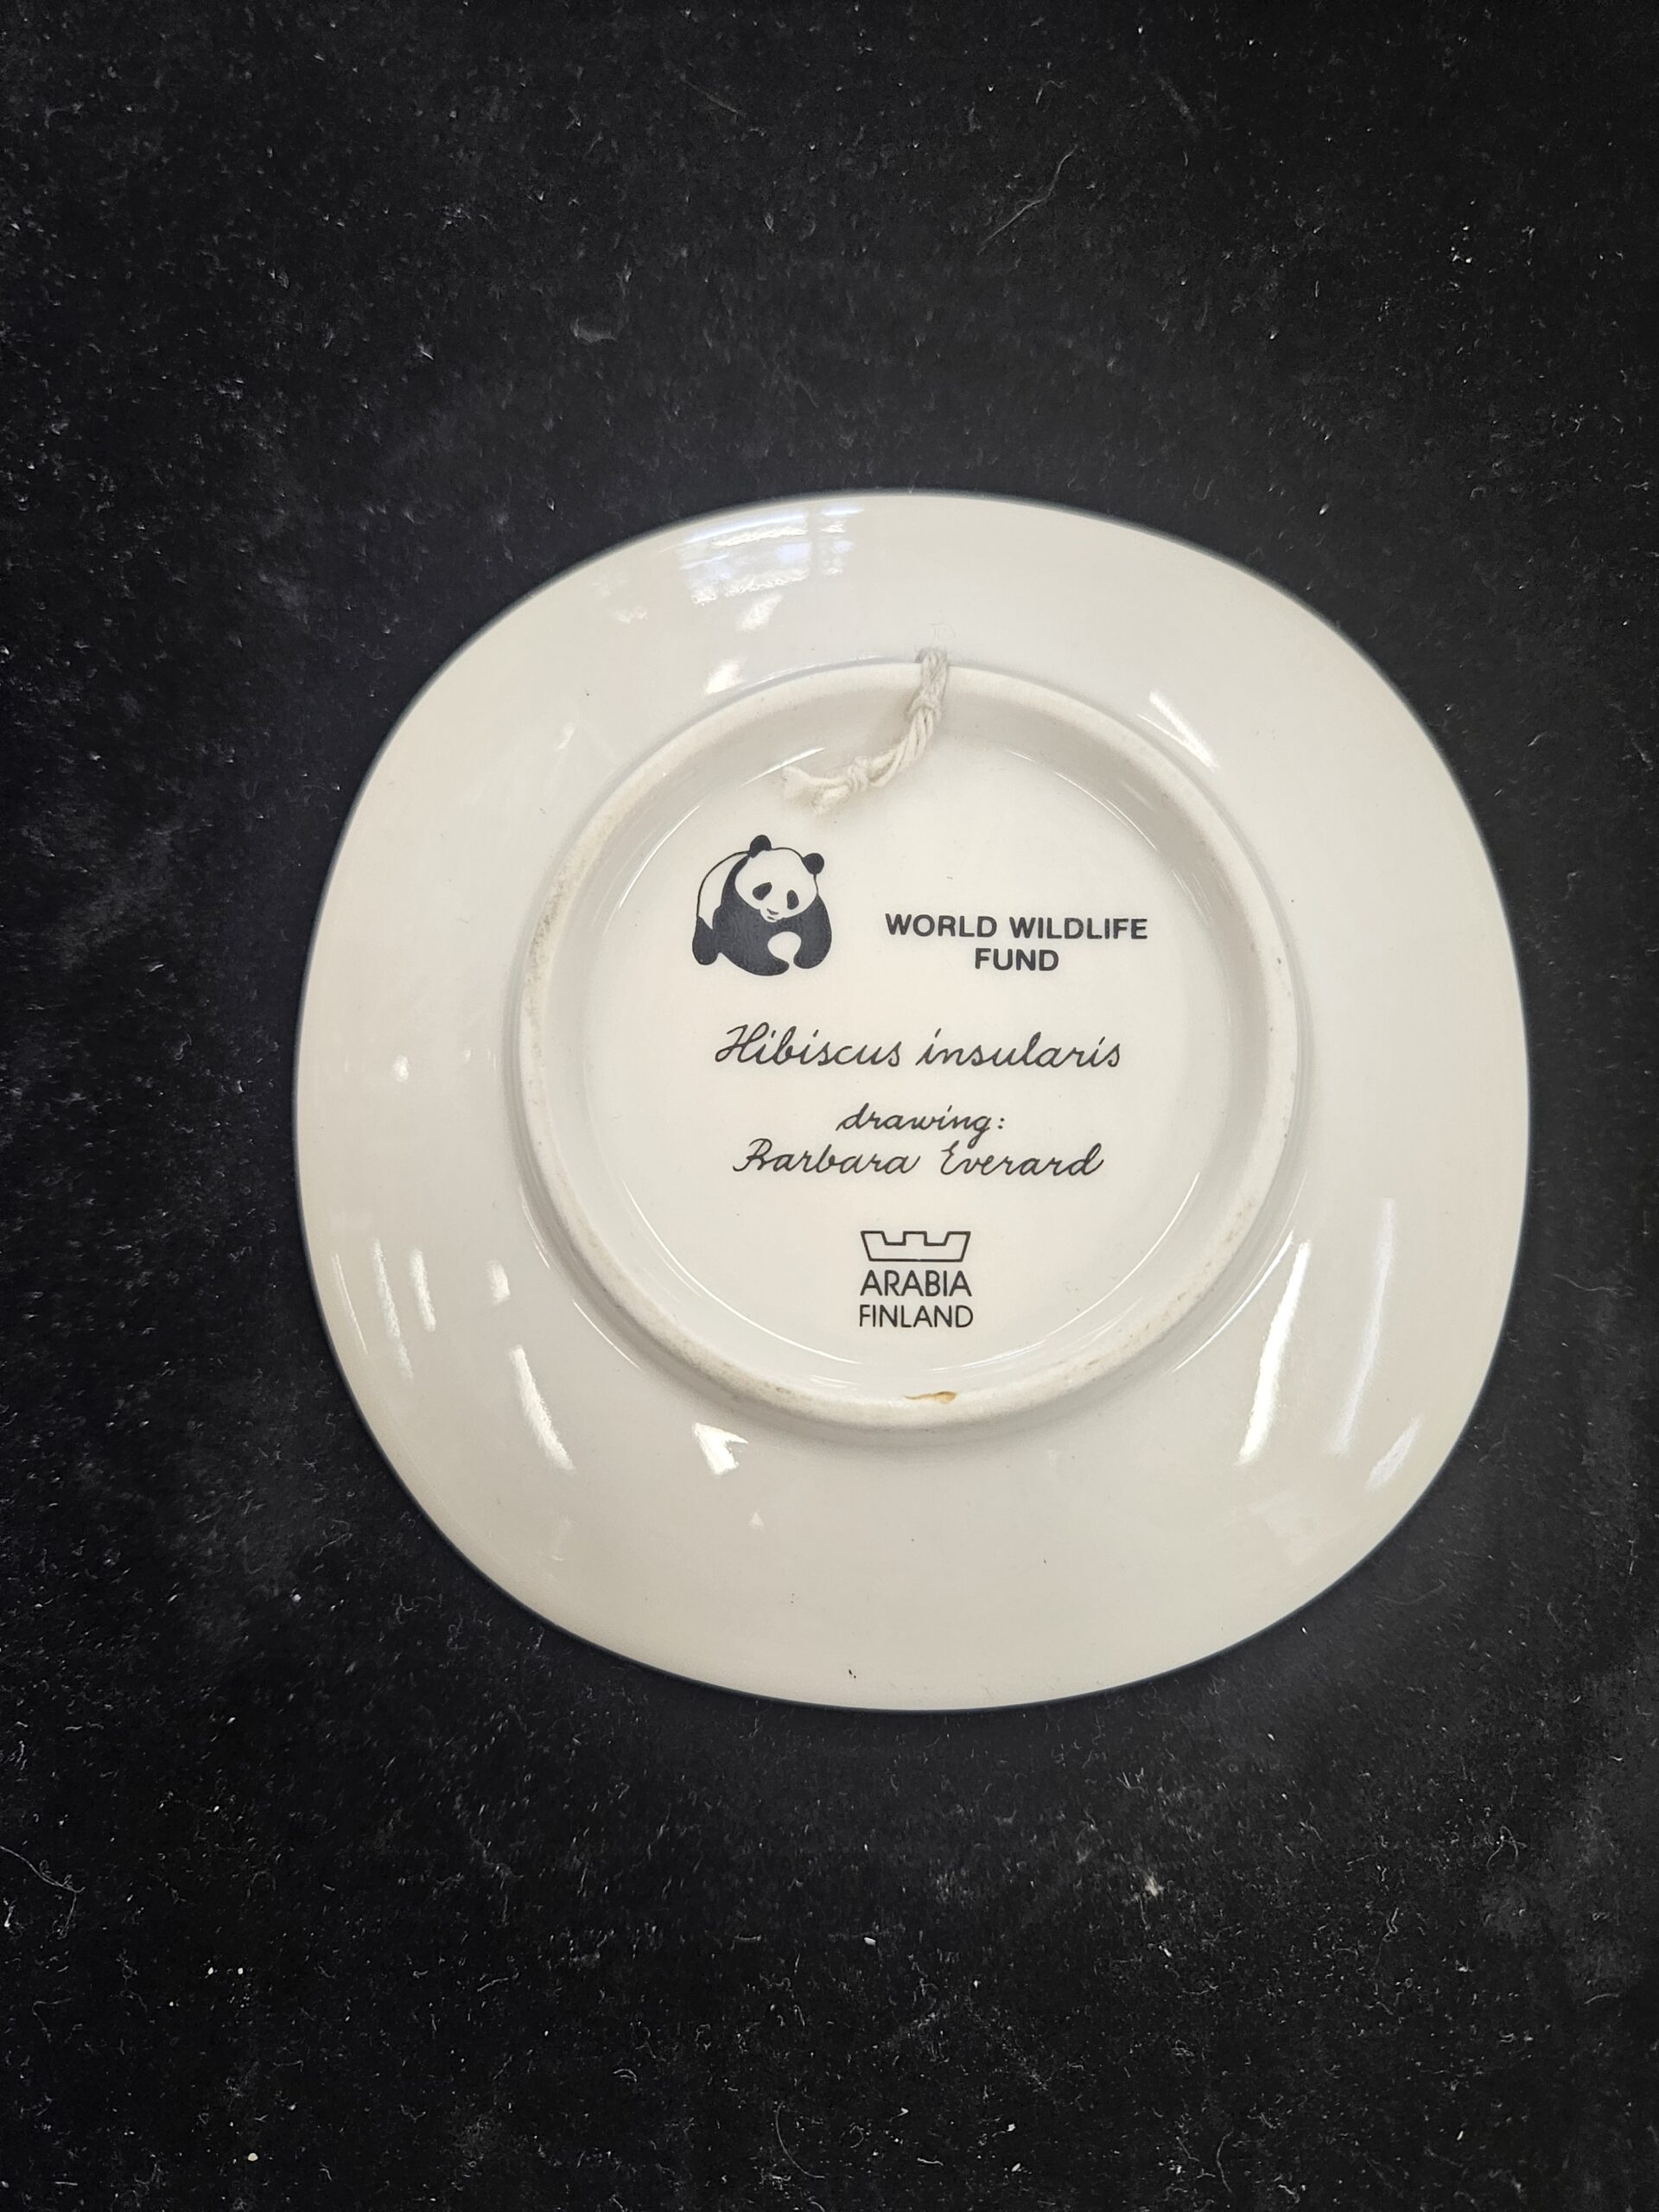 WORLD WILDLIFE
FUND
Hibiscus insularis
drawing:
Barbara Everard
ARABIA
FINLAND